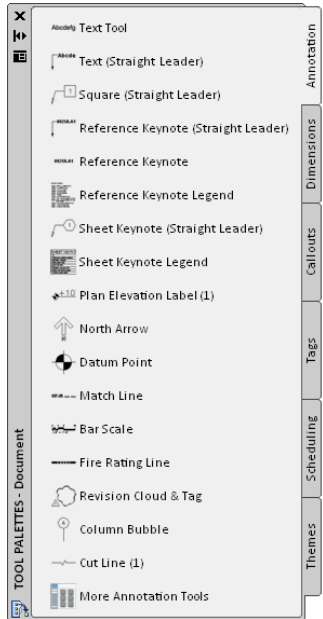 Abcdefg Text Tool
Abcde Text (Straight Leader)
1 Square (Straight Leader)
Reference Keynote (Straight Leader)
Reference Keynote
Reference Keynote Legend
1 Sheet Keynote (Straight Leader)
Sheet Keynote Legend
+10 Plan Elevation Label (1)
North Arrow
Datum Point
Match Line
Bar Scale
Fire Rating Line
Revision Cloud & Tag
Column Bubble
Cut Line (1)
More Annotation Tools
Annotation
Dimensions
Callouts
Tags
Scheduling
Themes
TOOL PALETTES - Document